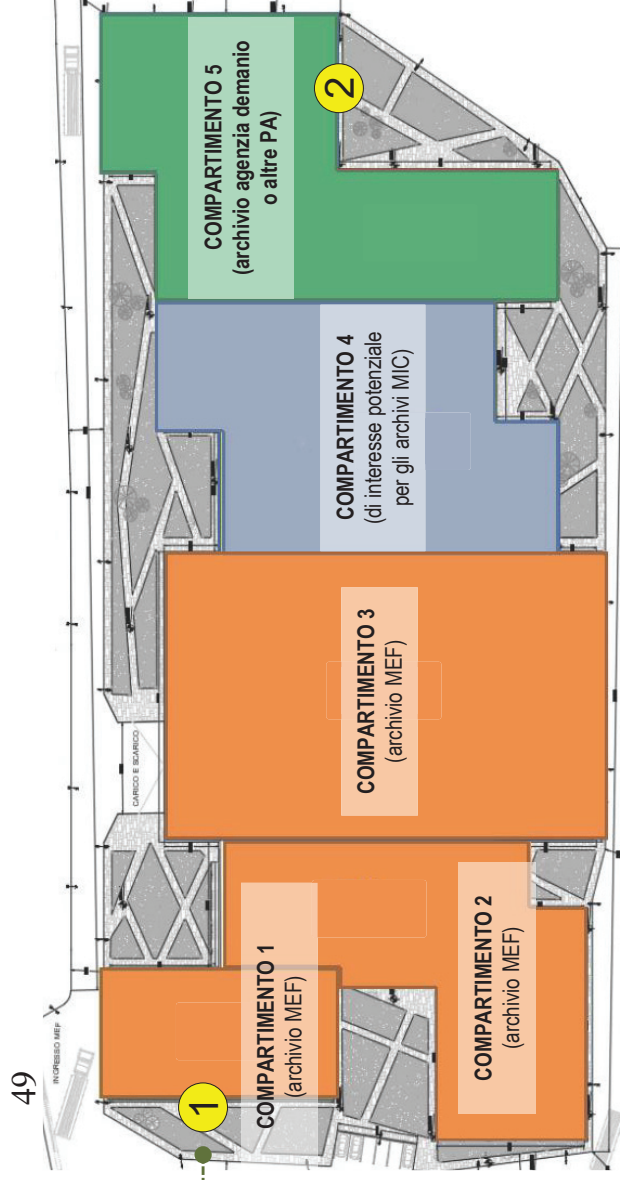 49
INGRESSO MEF
CARICO E SCARICO
1
COMPARTIMENTO 1
(archivio MEF)
COMPARTIMENTO 2
(archivio MEF)
COMPARTIMENTO 3
(archivio MEF)
COMPARTIMENTO 4
(di interesse potenziale
per gli archivi MIC)
COMPARTIMENTO 5
(archivio agenzia demanio
o altre PA)
2